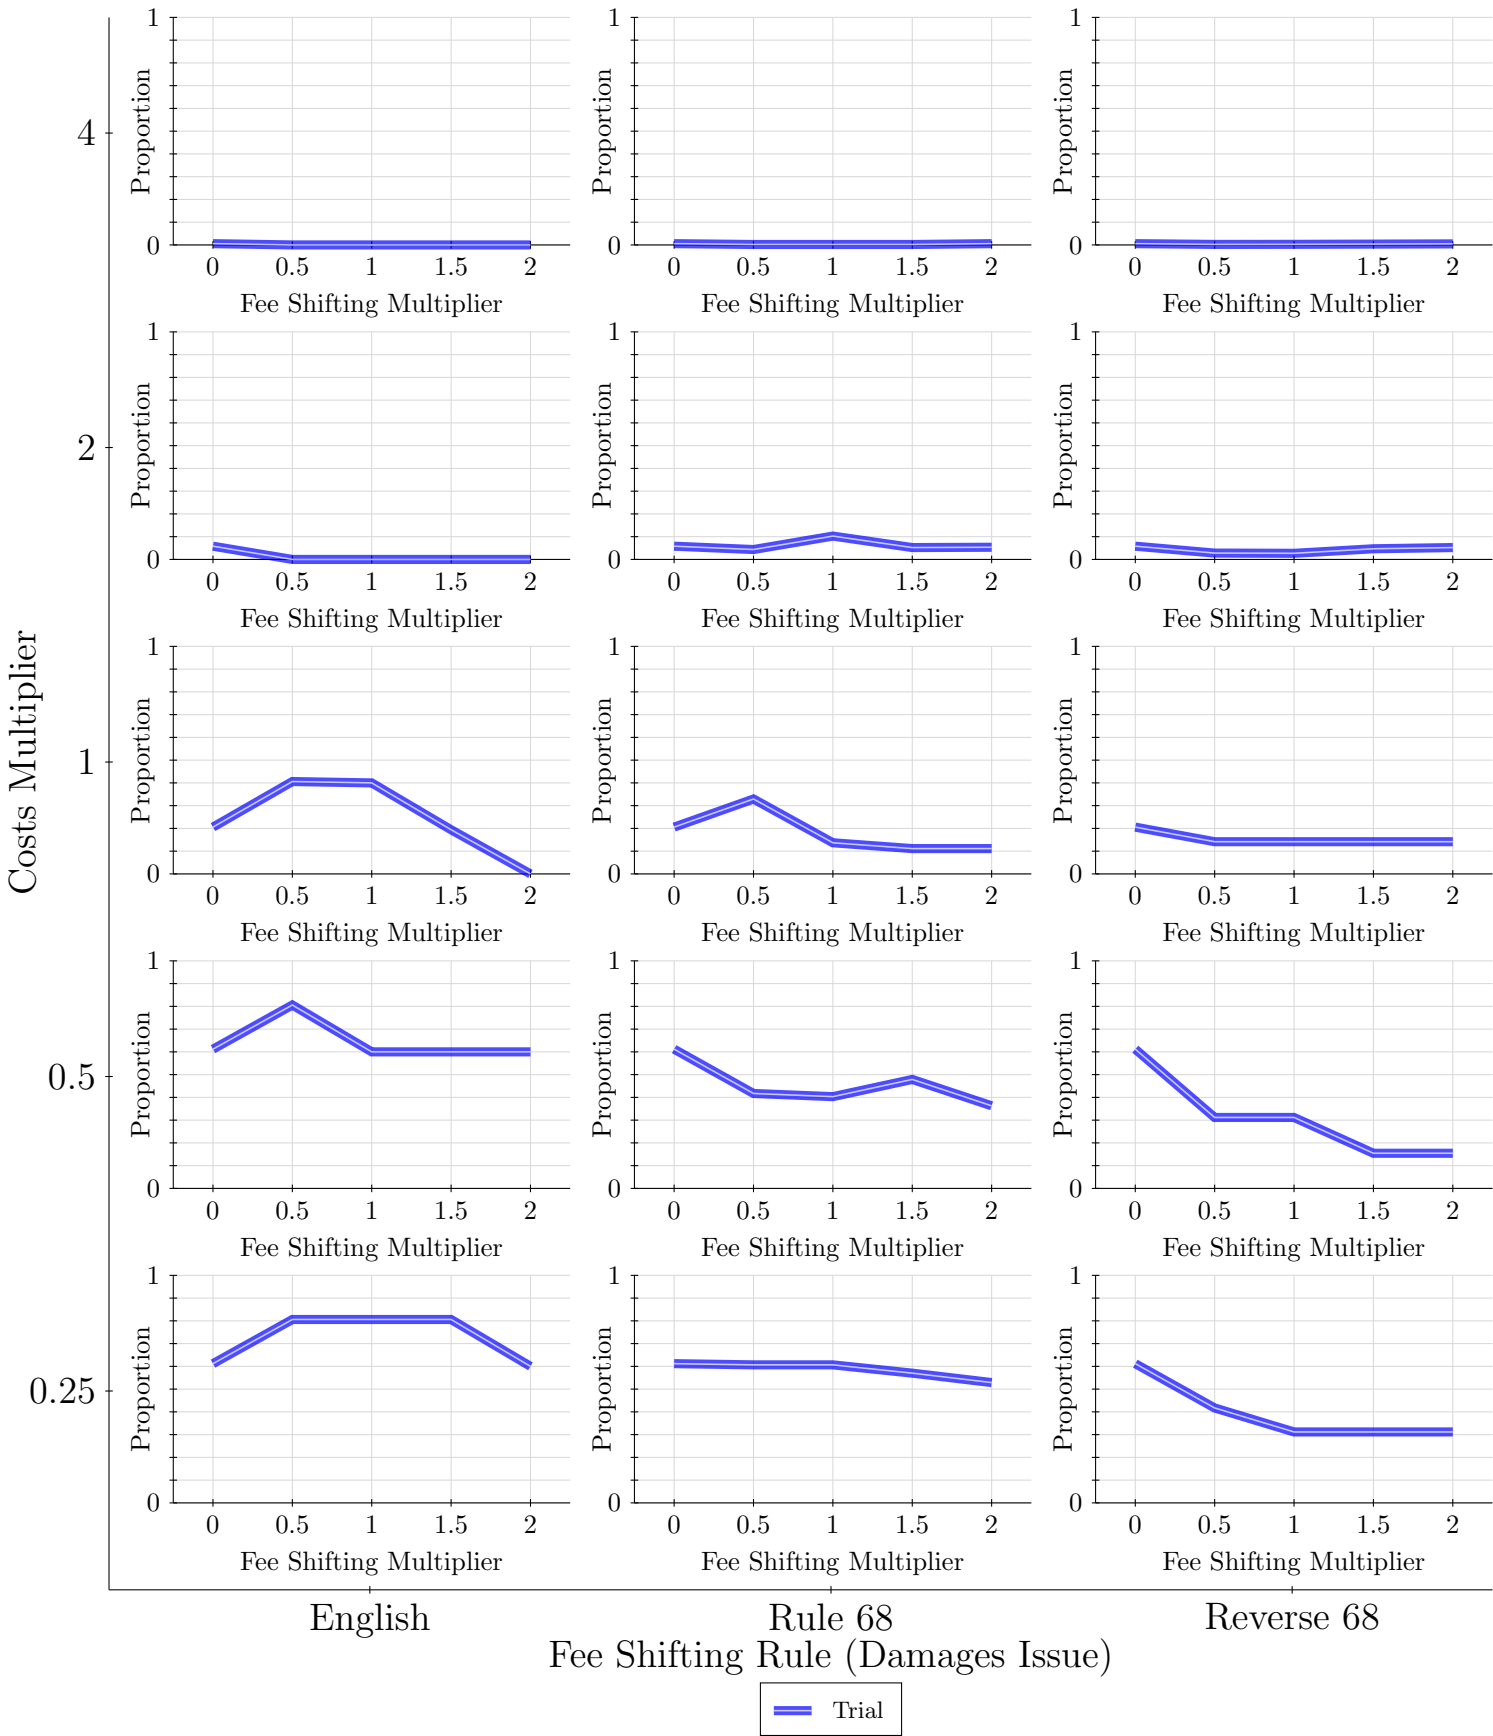 Costs Multiplier
4
1
0
Proportion
0 0.5 1 1.5 2
Fee Shifting Multiplier
1
0
Proportion
0 0.5 1 1.5 2
Fee Shifting Multiplier
1
0
Proportion
0 0.5 1 1.5 2
Fee Shifting Multiplier
2
1
0
Proportion
0 0.5 1 1.5 2
Fee Shifting Multiplier
1
0
Proportion
0 0.5 1 1.5 2
Fee Shifting Multiplier
1
0
Proportion
0 0.5 1 1.5 2
Fee Shifting Multiplier
1
1
0
Proportion
0 0.5 1 1.5 2
Fee Shifting Multiplier
1
0
Proportion
0 0.5 1 1.5 2
Fee Shifting Multiplier
1
0
Proportion
0 0.5 1 1.5 2
Fee Shifting Multiplier
0.5
1
0
Proportion
0 0.5 1 1.5 2
Fee Shifting Multiplier
1
0
Proportion
0 0.5 1 1.5 2
Fee Shifting Multiplier
1
0
Proportion
0 0.5 1 1.5 2
Fee Shifting Multiplier
0.25
1
0
Proportion
0 0.5 1 1.5 2
Fee Shifting Multiplier
1
0
Proportion
0 0.5 1 1.5 2
Fee Shifting Multiplier
1
0
Proportion
0 0.5 1 1.5 2
Fee Shifting Multiplier
English Rule 68 Reverse 68
Fee Shifting Rule (Damages Issue)
Trial